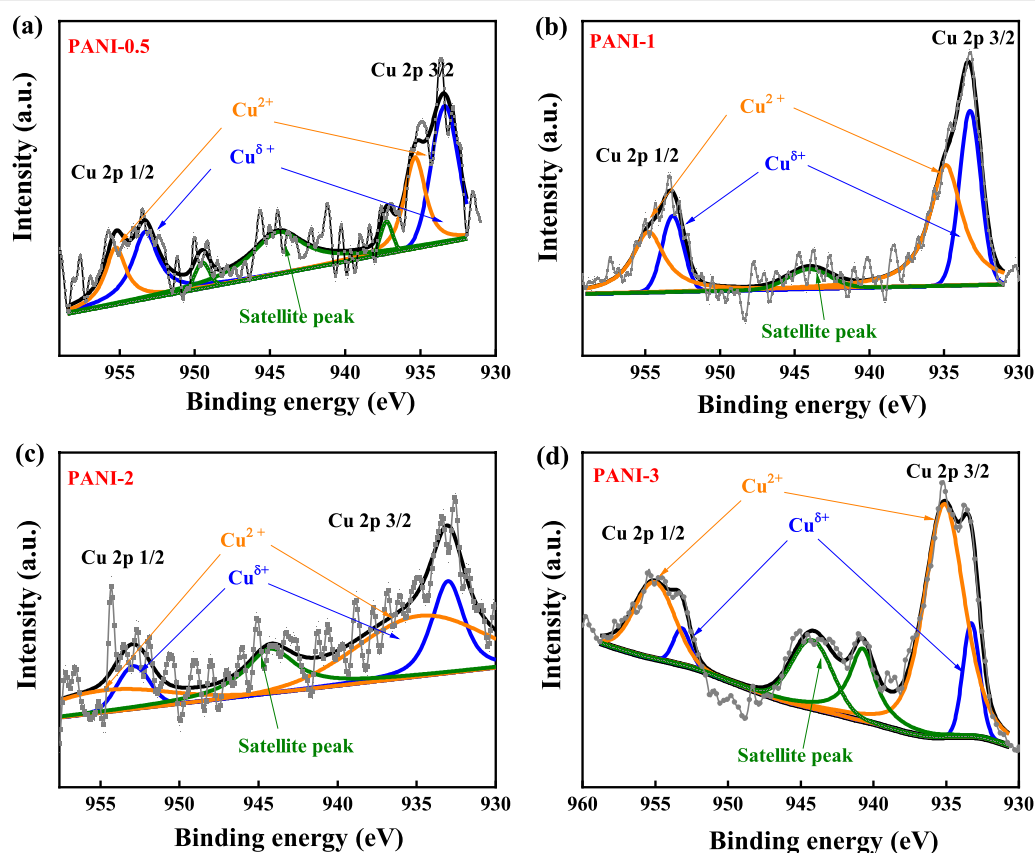 (a)
PANI-0.5
Cu 2p 3/2
Cu²⁺
Cu^δ+
Cu 2p 1/2
Satellite peak
Intensity (a.u.)
955 950 945 940 935 930
Binding energy (eV)
(b)
PANI-1
Cu 2p 3/2
Cu²⁺
Cu 2p 1/2
Cu^δ+
Satellite peak
Intensity (a.u.)
955 950 945 940 935 930
Binding energy (eV)
(c)
PANI-2
Cu 2p 3/2
Cu 2p 1/2
Cu²⁺
Cu^δ+
Satellite peak
Intensity (a.u.)
955 950 945 940 935 930
Binding energy (eV)
(d)
PANI-3
Cu 2p 3/2
Cu²⁺
Cu 2p 1/2
Cu^δ+
Satellite peak
Intensity (a.u.)
960 955 950 945 940 935 930
Binding energy (eV)